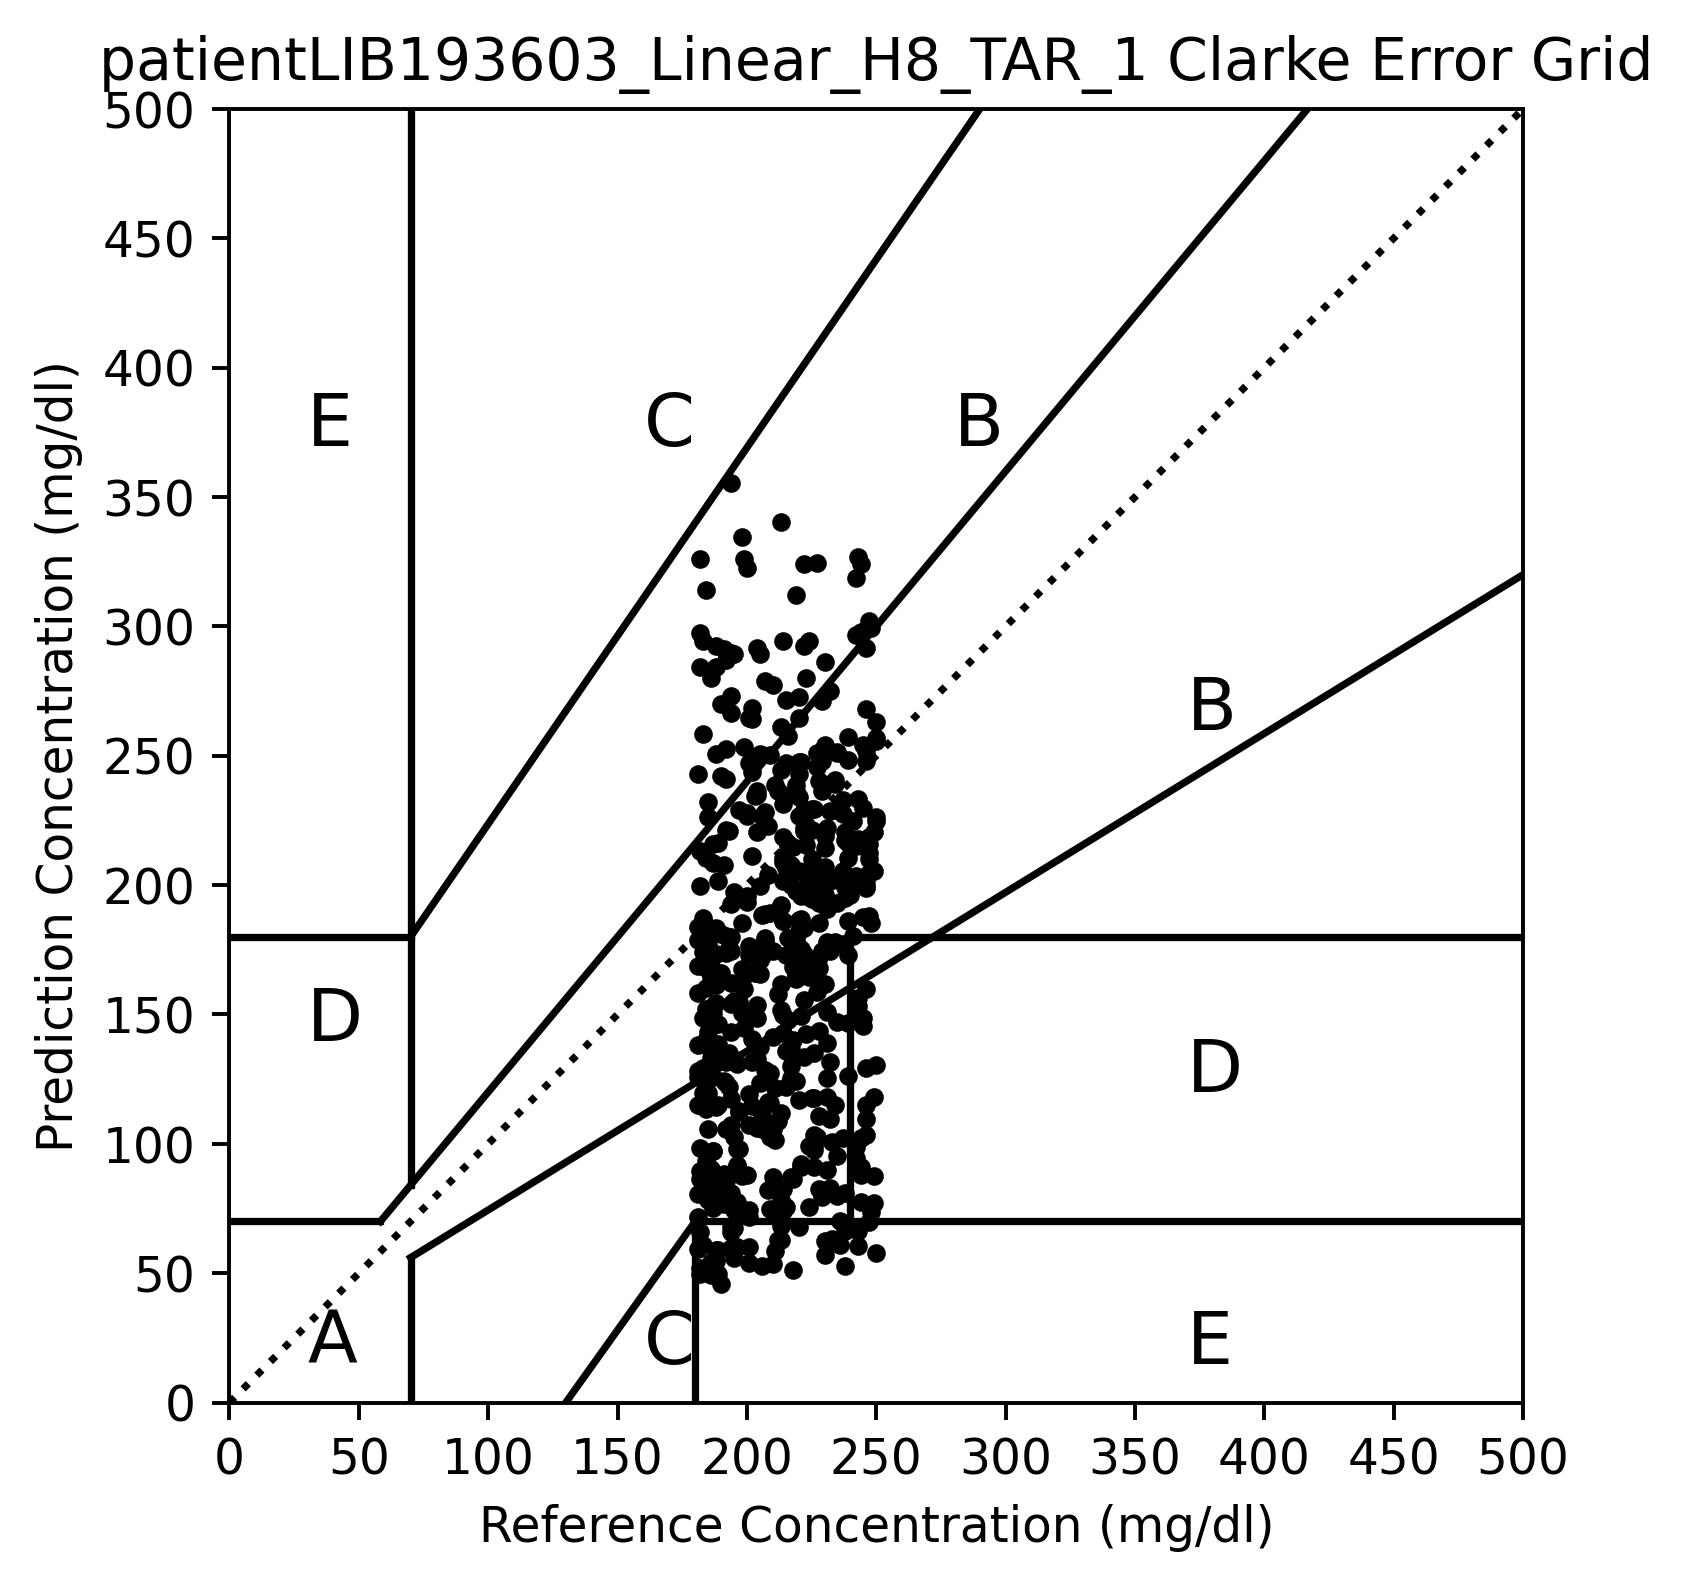 patientLIB193603_Linear_H8_TAR_1 Clarke Error Grid
500
450
400
350
300
250
200
150
100
50
0
Prediction Concentration (mg/dl)
E
C
B
B
D
D
A
C
E
0 50 100 150 200 250 300 350 400 450 500
Reference Concentration (mg/dl)